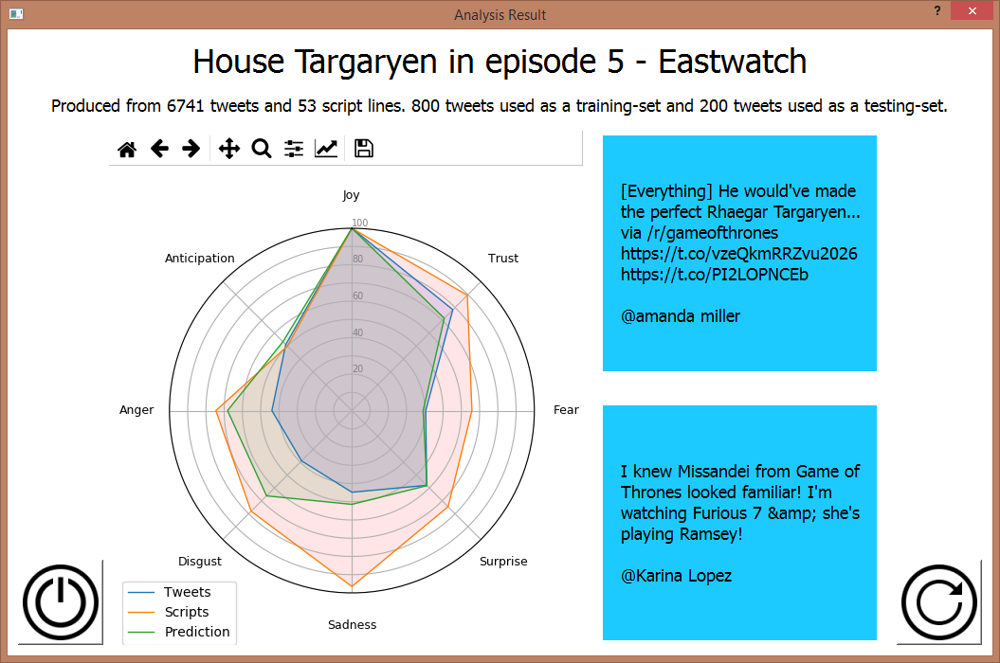 Analysis Result
?
House Targaryen in episode 5 - Eastwatch
Produced from 6741 tweets and 53 script lines. 800 tweets used as a training-set and 200 tweets used as a testing-set.
Joy
Trust
Fear
Surprise
Sadness
Disgust
Anger
Anticipation
100
80
60
40
20
Tweets
Scripts
Prediction
[Everything] He would've made
the perfect Rhaegar Targaryen...
via /r/gameofthrones
https://t.co/vzeQkmRRZvu2026
https://t.co/PI2LOPNCEb
@amanda miller
I knew Missandei from Game of
Thrones looked familiar! I'm
watching Furious 7 &amp; she's
playing Ramsey!
@Karina Lopez